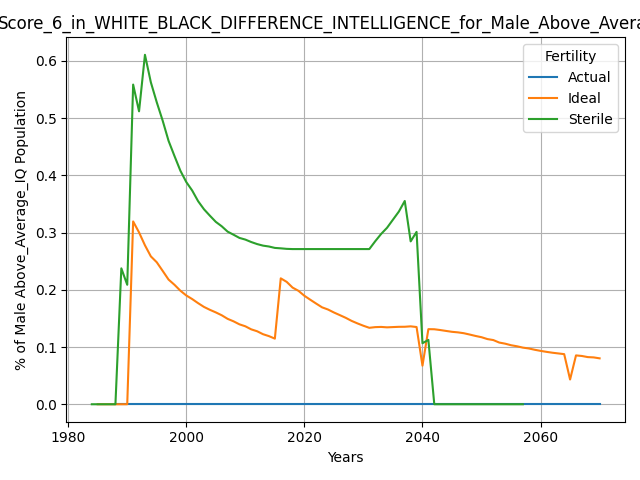 Score_6_in_WHITE_BLACK_DIFFERENCE_INTELLIGENCE_for_Male_Above_Avera
% of Male Above_Average_IQ Population
0.6
0.5
0.4
0.3
0.2
0.1
0.0
Fertility
Actual
Ideal
Sterile
1980
2000
2020
2040
2060
Years